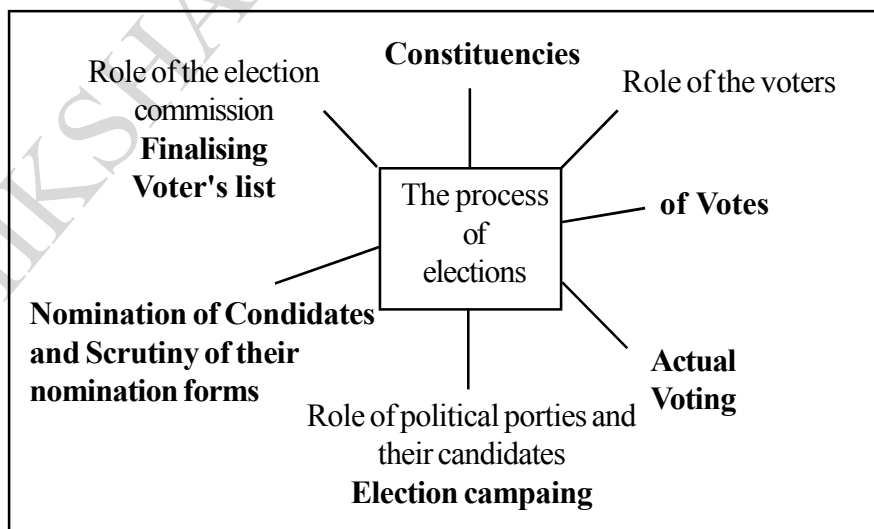 Constituencies
Role of the election
commission
Finalising
Voter's list
Role of the voters
The process
of
elections
of Votes
Nomination of Candidates
and Scrutiny of their
nomination forms
Actual
Voting
Role of political porties and
their candidates
Election campaing